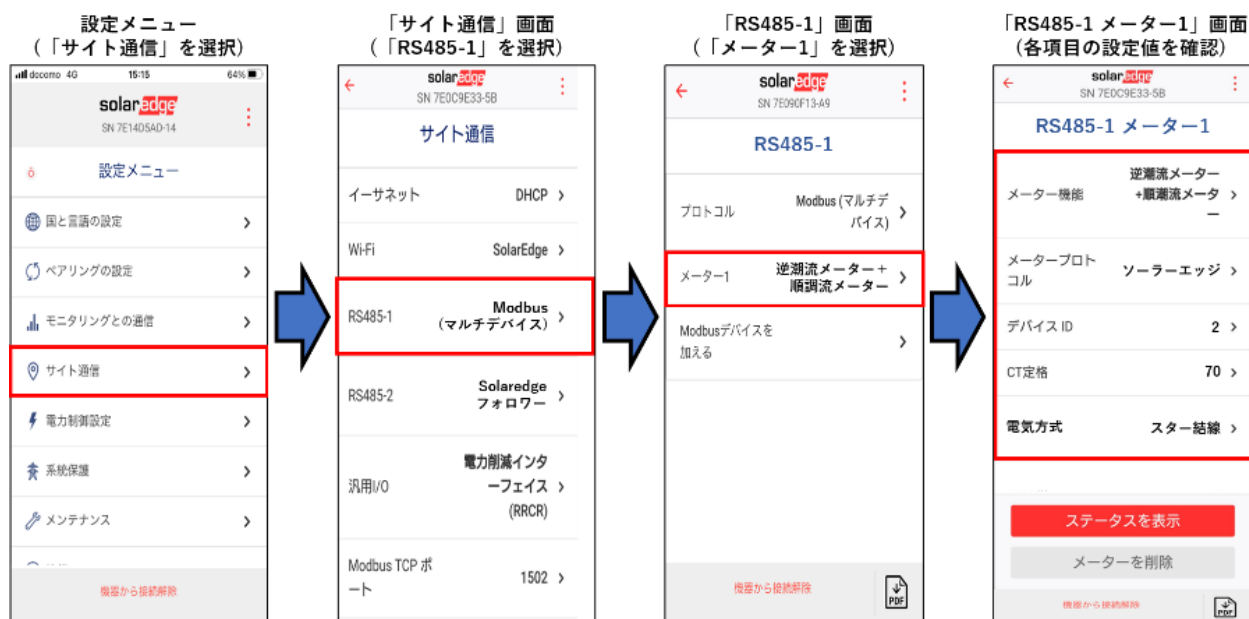 設定メニュー
(「サイト通信」を選択)
docomo 4G 15:15 64%
solaredge
SN 7E14D5AD-14
設定メニュー
国と言語の設定
ペアリングの設定
モニタリングとの通信
サイト通信
電力制御設定
系統保護
メンテナンス
機器から接続解除
「サイト通信」画面
(「RS485-1」を選択)
solaredge
SN 7E0C9E33-5B
サイト通信
イーサネット DHCP
Wi-Fi SolarEdge
RS485-1 Modbus
(マルチデバイス)
RS485-2 Solaredge
フォロワー
汎用I/O 電力削減インタ
ーフェイス
(RRCR)
Modbus TCP ポ
ート 1502
「RS485-1」画面
(「メーター1」を選択)
solaredge
SN 7E090F13-A9
RS485-1
プロトコル Modbus (マルチデ
バイス)
メーター1 逆潮流メーター+
順調流メーター
Modbusデバイスを
加える
機器から接続解除
PDF
「RS485-1 メーター1」画面
(各項目の設定値を確認)
solaredge
SN 7E0C9E33-5B
RS485-1 メーター1
メーター機能 逆潮流メーター
+順潮流メータ
ー
メータープロト
コル ソーラーエッジ
デバイス ID 2
CT定格 70
電気方式 スター結線
ステータスを表示
メーターを削除
機器から接続解除
PDF